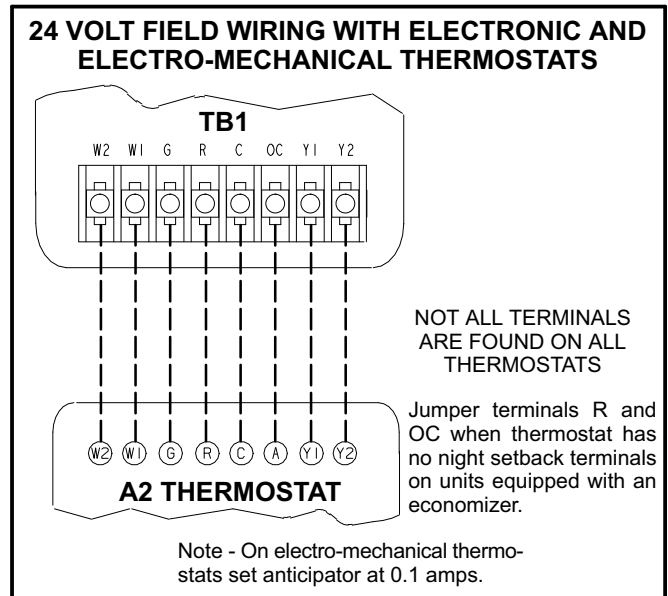 24 VOLT FIELD WIRING WITH ELECTRONIC AND
ELECTRO-MECHANICAL THERMOSTATS
TB1
W2 W1 G R C OC Y1 Y2
NOT ALL TERMINALS
ARE FOUND ON ALL
THERMOSTATS
Jumper terminals R and
OC when thermostat has
no night setback terminals
on units equipped with an
economizer.
W2 W1 G R C A Y1 Y2
A2 THERMOSTAT
Note - On electro-mechanical thermo-
stats set anticipator at 0.1 amps.